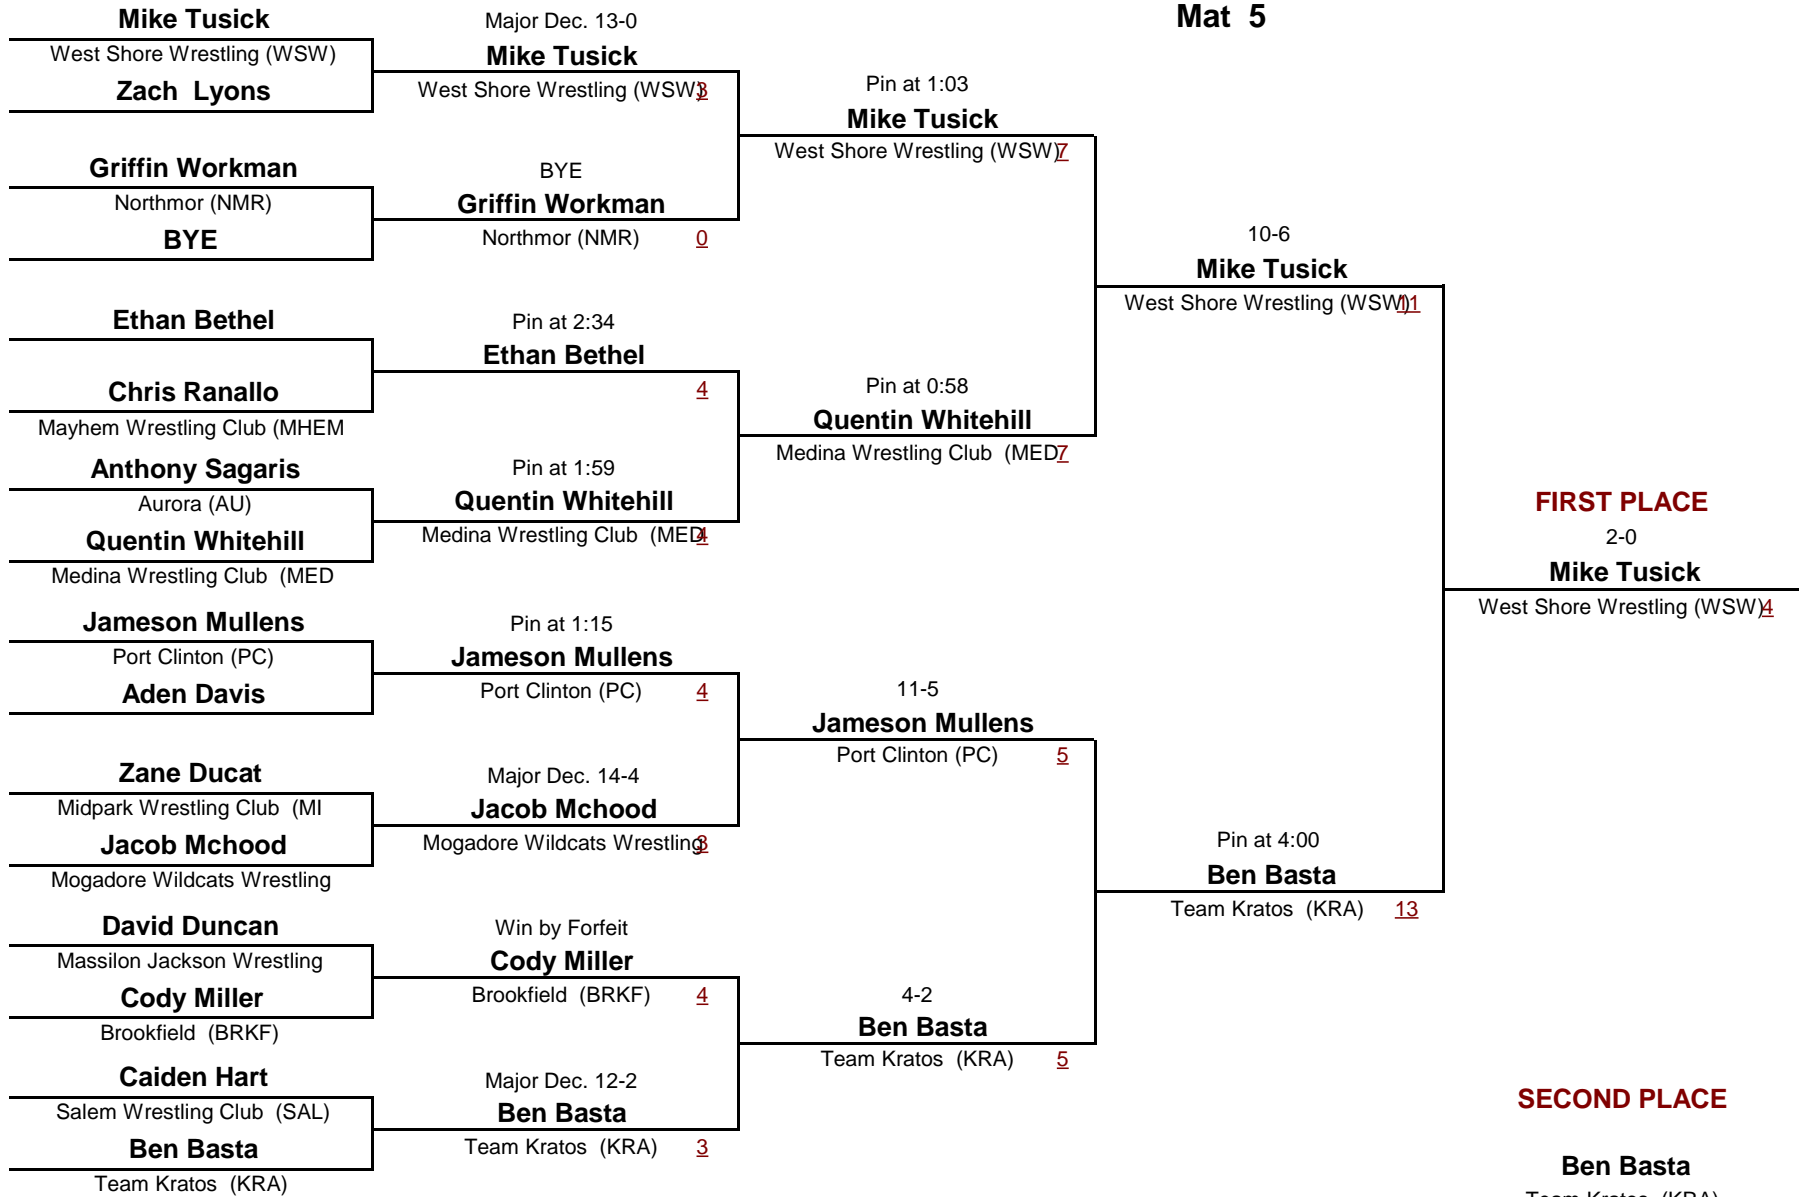 Mat 5
Mike Tusick
West Shore Wrestling (WSW)
Zach Lyons
Griffin Workman
Northmor (NMR)
BYE
Ethan Bethel
Chris Ranallo
Mayhem Wrestling Club (MHEM
Anthony Sagaris
Aurora (AU)
Quentin Whitehill
Medina Wrestling Club (MED
Jameson Mullens
Port Clinton (PC)
Aden Davis
Zane Ducat
Midpark Wrestling Club (MI
Jacob Mchood
Mogadore Wildcats Wrestling
David Duncan
Massilon Jackson Wrestling
Cody Miller
Brookfield (BRKF)
Caiden Hart
Salem Wrestling Club (SAL)
Ben Basta
Team Kratos (KRA)
Major Dec. 13-0
Mike Tusick
West Shore Wrestling (WSW) 3
BYE
Griffin Workman
Northmor (NMR) 0
Pin at 2:34
Ethan Bethel
4
Pin at 1:59
Quentin Whitehill
Medina Wrestling Club (MED 4
Pin at 1:15
Jameson Mullens
Port Clinton (PC) 4
Major Dec. 14-4
Jacob Mchood
Mogadore Wildcats Wrestling 3
Win by Forfeit
Cody Miller
Brookfield (BRKF) 4
Major Dec. 12-2
Ben Basta
Team Kratos (KRA) 3
Pin at 1:03
Mike Tusick
West Shore Wrestling (WSW) 7
Pin at 0:58
Quentin Whitehill
Medina Wrestling Club (MED 7
11-5
Jameson Mullens
Port Clinton (PC) 5
4-2
Ben Basta
Team Kratos (KRA) 5
10-6
Mike Tusick
West Shore Wrestling (WSW) 11
Pin at 4:00
Ben Basta
Team Kratos (KRA) 13
FIRST PLACE
2-0
Mike Tusick
West Shore Wrestling (WSW) 4
SECOND PLACE
Ben Basta
Team Kratos (KRA)